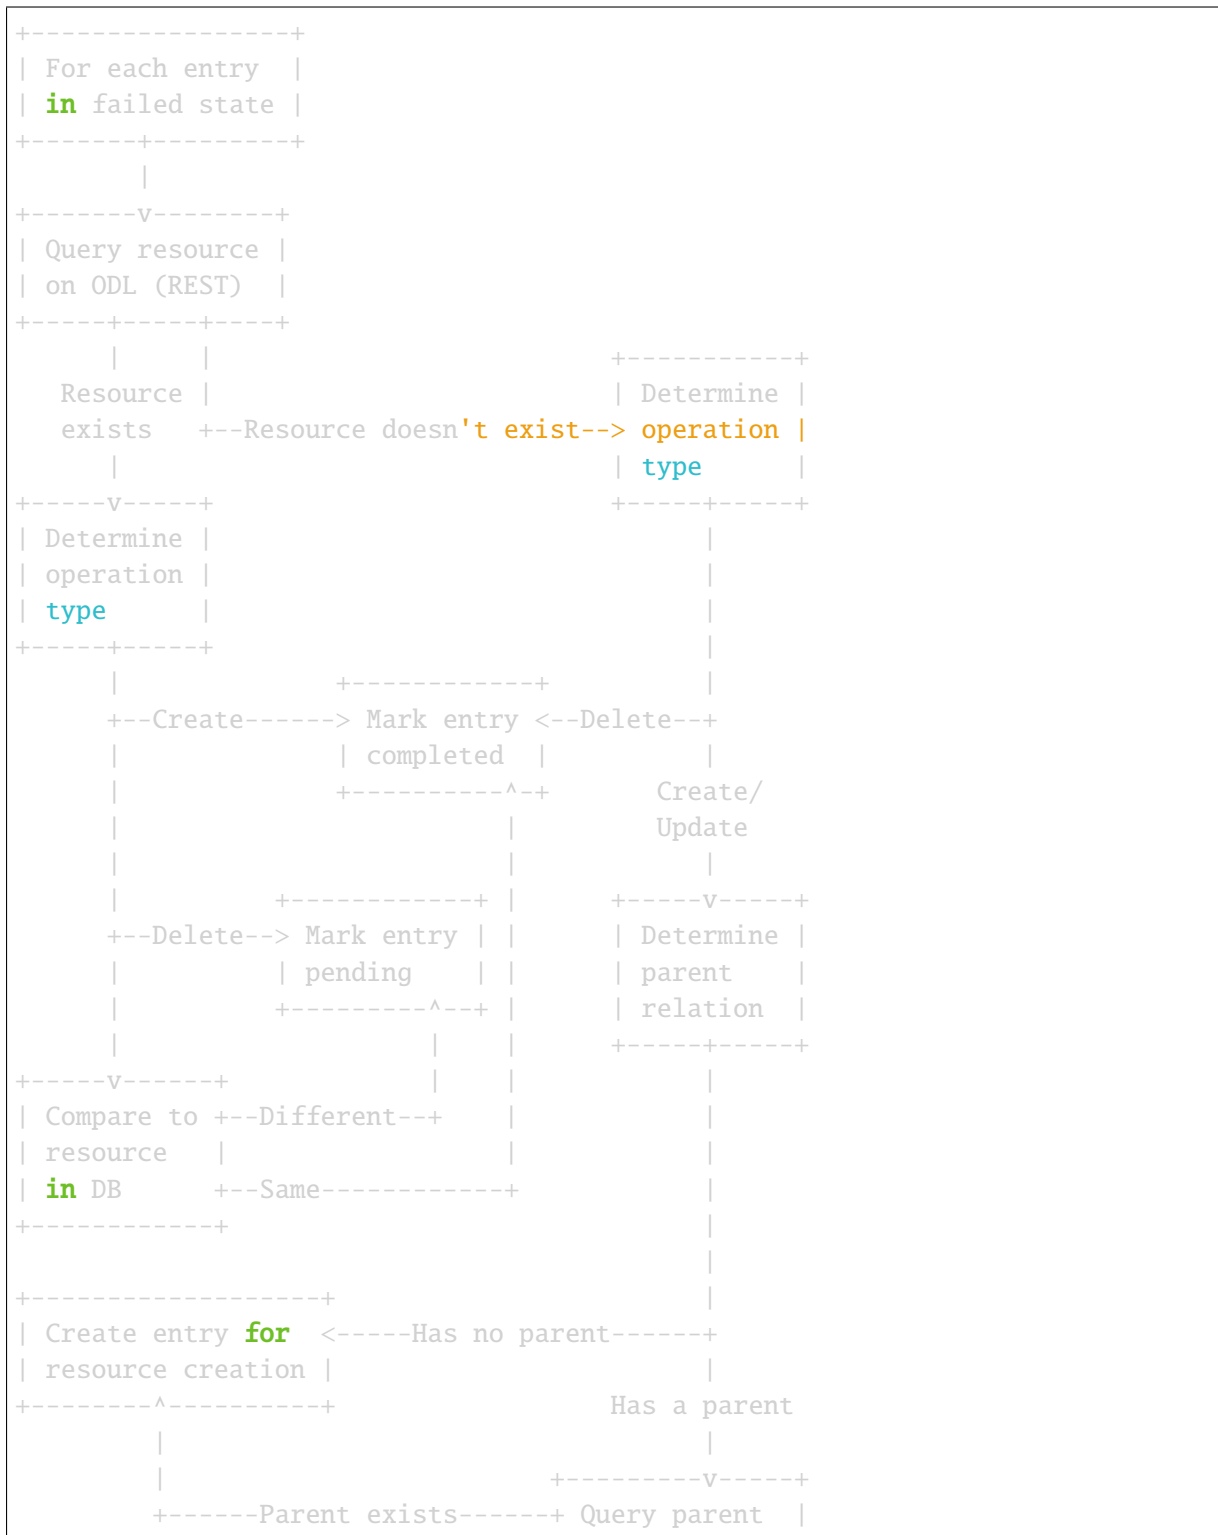 +-----------------+
| For each entry  |
| in failed state |
+-------+---------+
        |
+-------v--------+
| Query resource |
| on ODL (REST)  |
+-----+-----+----+
      |     |                          +-----------+
   Resource |                          | Determine |
   exists   +--Resource doesn't exist--> operation |
      |                                | type      |
+-----v-----+                          +-----+-----+
| Determine |                                |
| operation |                                |
| type      |                                |
+-----+-----+                                |
      |              +------------+          |
      +--Create------> Mark entry <--Delete--+
      |              | completed  |          |
      |              +----------^-+       Create/
      |                         |         Update
      |                         |            |
      |          +------------+ |      +-----v-----+
      +--Delete--> Mark entry | |      | Determine |
      |          | pending    | |      | parent    |
      |          +---------^--+ |      | relation  |
      |                    |    |      +-----+-----+
+-----v------+             |    |            |
| Compare to +--Different--+    |            |
| resource   |                  |            |
| in DB      +--Same------------+            |
+------------+                               |
                                             |
+-------------------+                        |
| Create entry for  <-----Has no parent------+
| resource creation |                        |
+---------^---------+                  Has a parent
         |                                   |
         |                         +---------v-----+
         +------Parent exists------+ Query parent  |